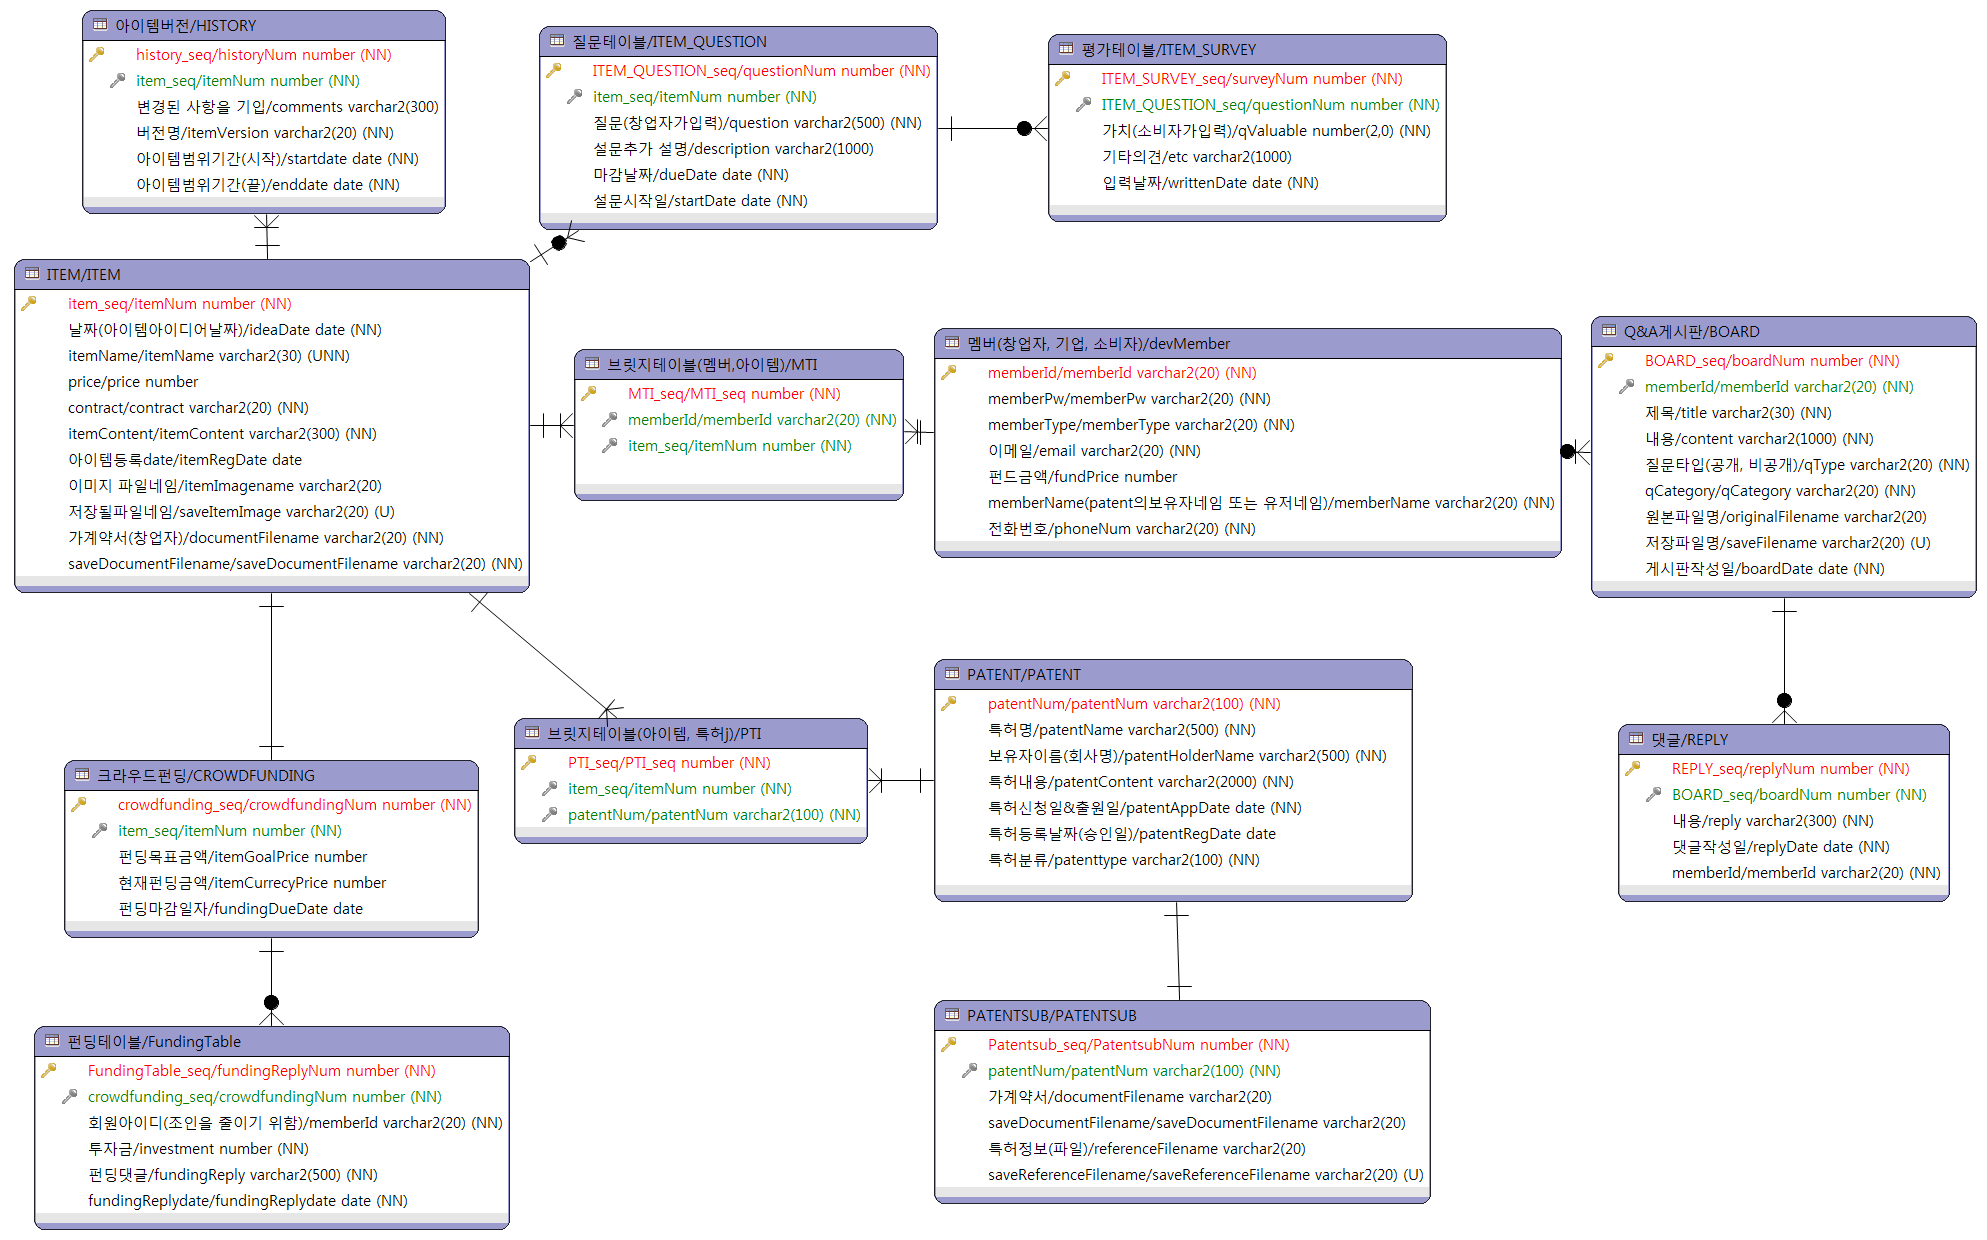 아이템버전/HISTORY
history_seq/historyNum number (NN)
item_seq/itemNum number (NN)
변경된 사항을 기입/comments varchar2(300)
버전명/itemVersion varchar2(20) (NN)
아이템범위기간(시작)/startdate date (NN)
아이템범위기간(끝)/enddate date (NN)
질문테이블/ITEM_QUESTION
ITEM_QUESTION_seq/questionNum number (NN)
item_seq/itemNum number (NN)
질문(창업자가입력)/question varchar2(500) (NN)
설문추가 설명/description varchar2(1000)
마감날짜/dueDate date (NN)
설문시작일/startDate date (NN)
평가테이블/ITEM_SURVEY
ITEM_SURVEY_seq/surveyNum number (NN)
ITEM_QUESTION_seq/questionNum number (NN)
가치(소비자가입력)/qValuable number(2,0) (NN)
기타의견/etc varchar2(1000)
입력날짜/writtenDate date (NN)
ITEM/ITEM
item_seq/itemNum number (NN)
날짜(아이템아이디어날짜)/ideaDate date (NN)
itemName/itemName varchar2(30) (UNN)
price/price number
contract/contract varchar2(20) (NN)
itemContent/itemContent varchar2(300) (NN)
아이템등록date/itemRegDate date
이미지 파일네임/itemImagename varchar2(20)
저장될파일네임/saveItemImage varchar2(20) (U)
가계약서(창업자)/documentFilename varchar2(20) (NN)
saveDocumentFilename/saveDocumentFilename varchar2(20) (NN)
브릿지테이블(멤버,아이템)/MTI
MTI_seq/MTI_seq number (NN)
memberId/memberId varchar2(20) (NN)
item_seq/itemNum number (NN)
멤버(창업자, 기업, 소비자)/devMember
memberId/memberId varchar2(20) (NN)
memberPw/memberPw varchar2(20) (NN)
memberType/memberType varchar2(20) (NN)
이메일/email varchar2(20) (NN)
펀드금액/fundPrice number
memberName(patent의보유자네임 또는 유저네임)/memberName varchar2(20) (NN)
전화번호/phoneNum varchar2(20) (NN)
Q&A게시판/BOARD
BOARD_seq/boardNum number (NN)
memberId/memberId varchar2(20) (NN)
제목/title varchar2(30) (NN)
내용/content varchar2(1000) (NN)
질문타입(공개, 비공개)/qType varchar2(20) (NN)
qCategory/qCategory varchar2(20) (NN)
원본파일명/originalFilename varchar2(20)
저장파일명/saveFilename varchar2(20) (U)
게시판작성일/boardDate date (NN)
크라우드펀딩/CROWDFUNDING
crowdfunding_seq/crowdfundingNum number (NN)
item_seq/itemNum number (NN)
펀딩목표금액/itemGoalPrice number
현재펀딩금액/itemCurrecyPrice number
펀딩마감일자/fundingDueDate date
브릿지테이블(아이템, 특허j)/PTI
PTI_seq/PTI_seq number (NN)
item_seq/itemNum number (NN)
patentNum/patentNum varchar2(100) (NN)
PATENT/PATENT
patentNum/patentNum varchar2(100) (NN)
특허명/patentName varchar2(500) (NN)
보유자이름(회사명)/patentHolderName varchar2(500) (NN)
특허내용/patentContent varchar2(2000) (NN)
특허신청일&출원일/patentAppDate date (NN)
특허등록날짜(승인일)/patentRegDate date
특허분류/patenttype varchar2(100) (NN)
댓글/REPLY
REPLY_seq/replyNum number (NN)
BOARD_seq/boardNum number (NN)
내용/reply varchar2(300) (NN)
댓글작성일/replyDate date (NN)
memberId/memberId varchar2(20) (NN)
펀딩테이블/FundingTable
FundingTable_seq/fundingReplyNum number (NN)
crowdfunding_seq/crowdfundingNum number (NN)
회원아이디(조인을 줄이기 위함)/memberId varchar2(20) (NN)
투자금/investment number (NN)
펀딩댓글/fundingReply varchar2(500) (NN)
fundingReplydate/fundingReplydate date (NN)
PATENTSUB/PATENTSUB
Patentsub_seq/PatentsubNum number (NN)
patentNum/patentNum varchar2(100) (NN)
가계약서/documentFilename varchar2(20)
saveDocumentFilename/saveDocumentFilename varchar2(20)
특허정보(파일)/referenceFilename varchar2(20)
saveReferenceFilename/saveReferenceFilename varchar2(20) (U)